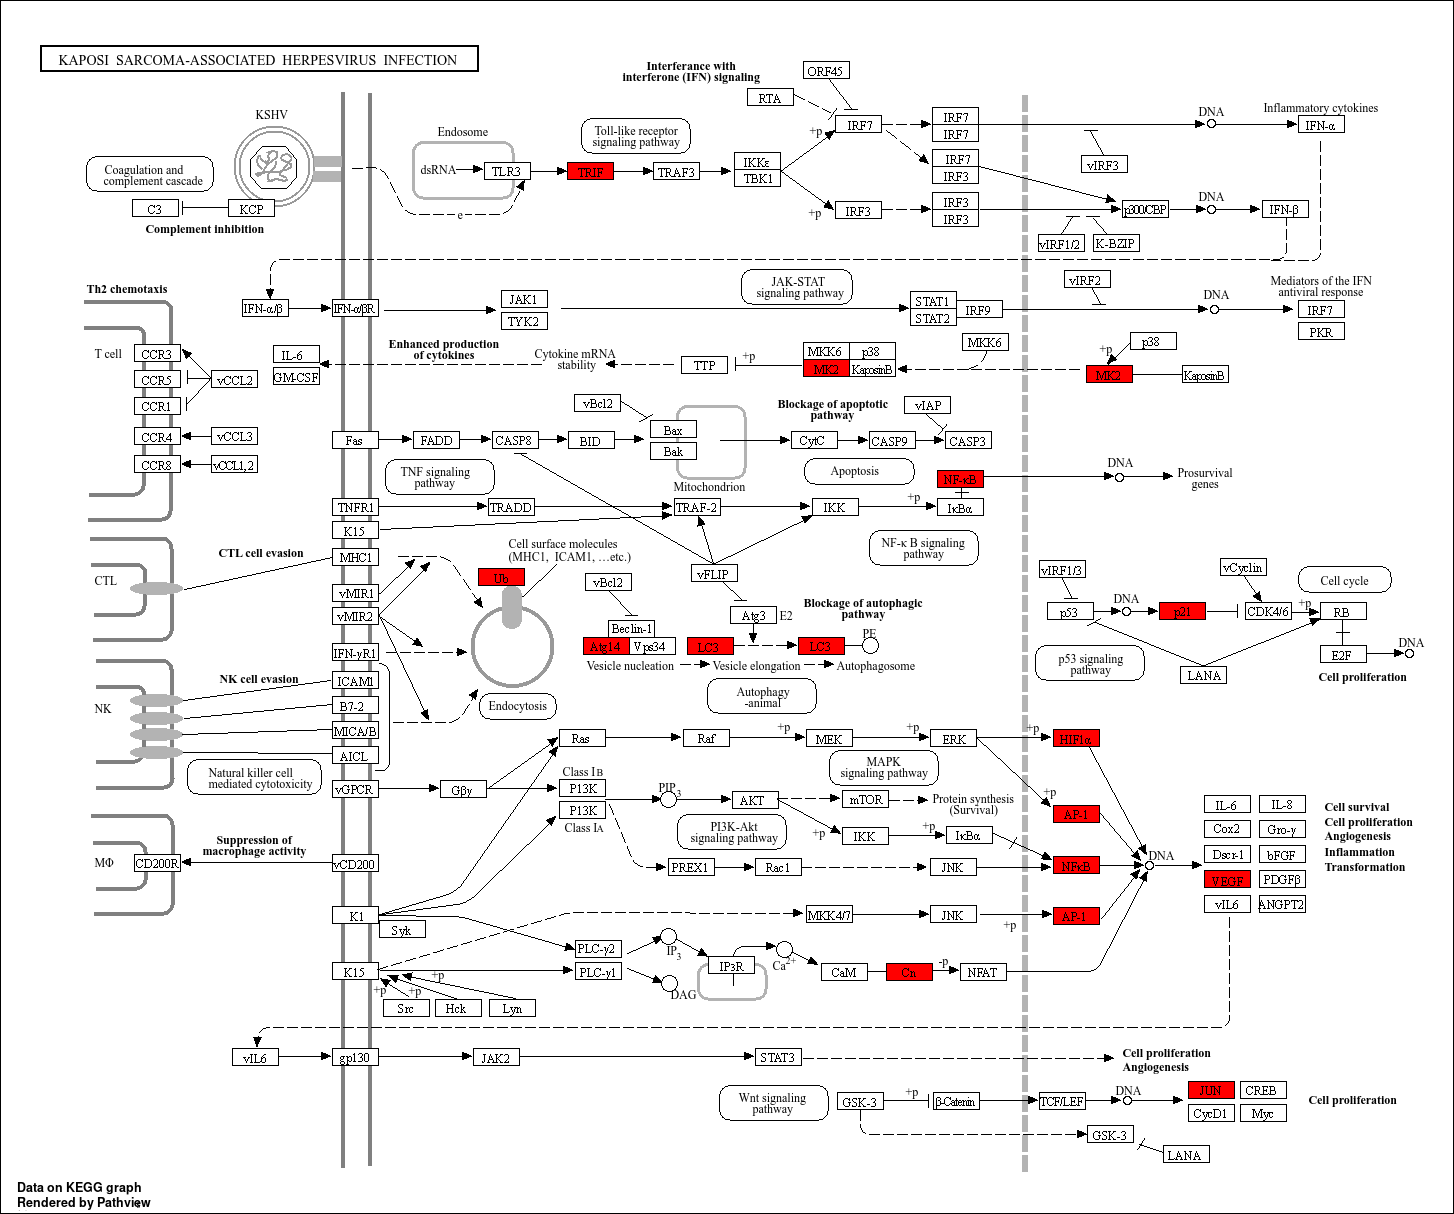 KAPOSI SARCOMA-ASSOCIATED HERPESVIRUS INFECTION
Interferance with
interferone (IFN) signaling
ORF45
RTA
KSHV
Endosome
Toll-like receptor
signaling pathway
+p
IRF7
IRF7
IRF7
DNA
Inflammatory cytokines
IFN-α
Coagulation and
complement cascade
dsRNA
TLR3
TRIF
TRAF3
IKKε
TBK1
IRF7
IRF3
vIRF3
C3
KCP
e
+p
IRF3
IRF3
IRF3
p300/CBP
DNA
IFN-β
Complement inhibition
vIRF1/2
K-BZIP
Th2 chemotaxis
JAK-STAT
signaling pathway
vIRF2
Mediators of the IFN
antiviral response
IFN-α/β
IFN-α/βR
JAK1
TYK2
STAT1
STAT2
IRF9
DNA
IRF7
PKR
T cell
CCR3
CCR5
CCR1
CCR4
CCR8
vCCL2
vCCL3
vCCL1,2
IL-6
GM-CSF
Enhanced production
of cytokines
Cytokine mRNA
stability
TTP
+p
MKK6
p38
MK2
KaposinB
MKK6
+p
p38
MK2
KaposinB
vBcl2
Blockage of apoptotic
pathway
vIAP
Fas
FADD
CASP8
BID
Bax
Bak
CytC
CASP9
CASP3
TNF signaling
pathway
Mitochondrion
Apoptosis
NF-κB
DNA
Prosurvival
genes
TNFR1
TRADD
TRAF-2
IKK
+p
IκBα
K15
NF-κ B signaling
pathway
CTL cell evasion
MHC1
Cell surface molecules
(MHC1, ICAM1, ...etc.)
CTL
Ub
vBcl2
vFLIP
vIRF1/3
vCyclin
Cell cycle
vMIR1
vMIR2
Atg3
E2
Blockage of autophagic
pathway
p53
DNA
p21
CDK4/6
+p
RB
Beclin-1
Atg14
Vps34
LC3
LC3
PE
IFN-γR1
Vesicle nucleation
Vesicle elongation
Autophagosome
p53 signaling
pathway
LANA
E2F
DNA
Cell proliferation
NK cell evasion
ICAM1
NK
B7-2
MICA/B
AICL
Endocytosis
Autophagy
-animal
Ras
Raf
+p
MEK
+p
ERK
+p
HIF1α
MAPK
signaling pathway
Natural killer cell
mediated cytotoxicity
vGPCR
Gβγ
Class IB
P13K
P13K
Class IA
PIP3
AKT
mTOR
Protein synthesis
(Survival)
+p
AP-1
PI3K-Akt
signaling pathway
+p
IKK
+p
IκBα
IL-6
IL-8
Cox2
Gro-γ
Dscr-1
bFGF
VEGF
PDGFβ
vIL6
ANGPT2
Cell survival
Cell proliferation
Angiogenesis
Inflammation
Transformation
Suppression of
macrophage activity
MΦ
CD200R
vCD200
PREX1
Rac1
JNK
NFκB
DNA
K1
Syk
MKK4/7
JNK
+p
AP-1
PLC-γ2
IP3
IP3R
Ca2+
K15
PLC-γ1
DAG
CaM
Cn
-p
NFAT
+p
+p
+p
Src
Hck
Lyn
vIL6
gp130
JAK2
STAT3
Cell proliferation
Angiogenesis
Wnt signaling
pathway
GSK-3
+p
β-Catenin
TCF/LEF
DNA
JUN
CREB
CycD1
Myc
Cell proliferation
GSK-3
LANA
Data on KEGG graph
Rendered by Pathview